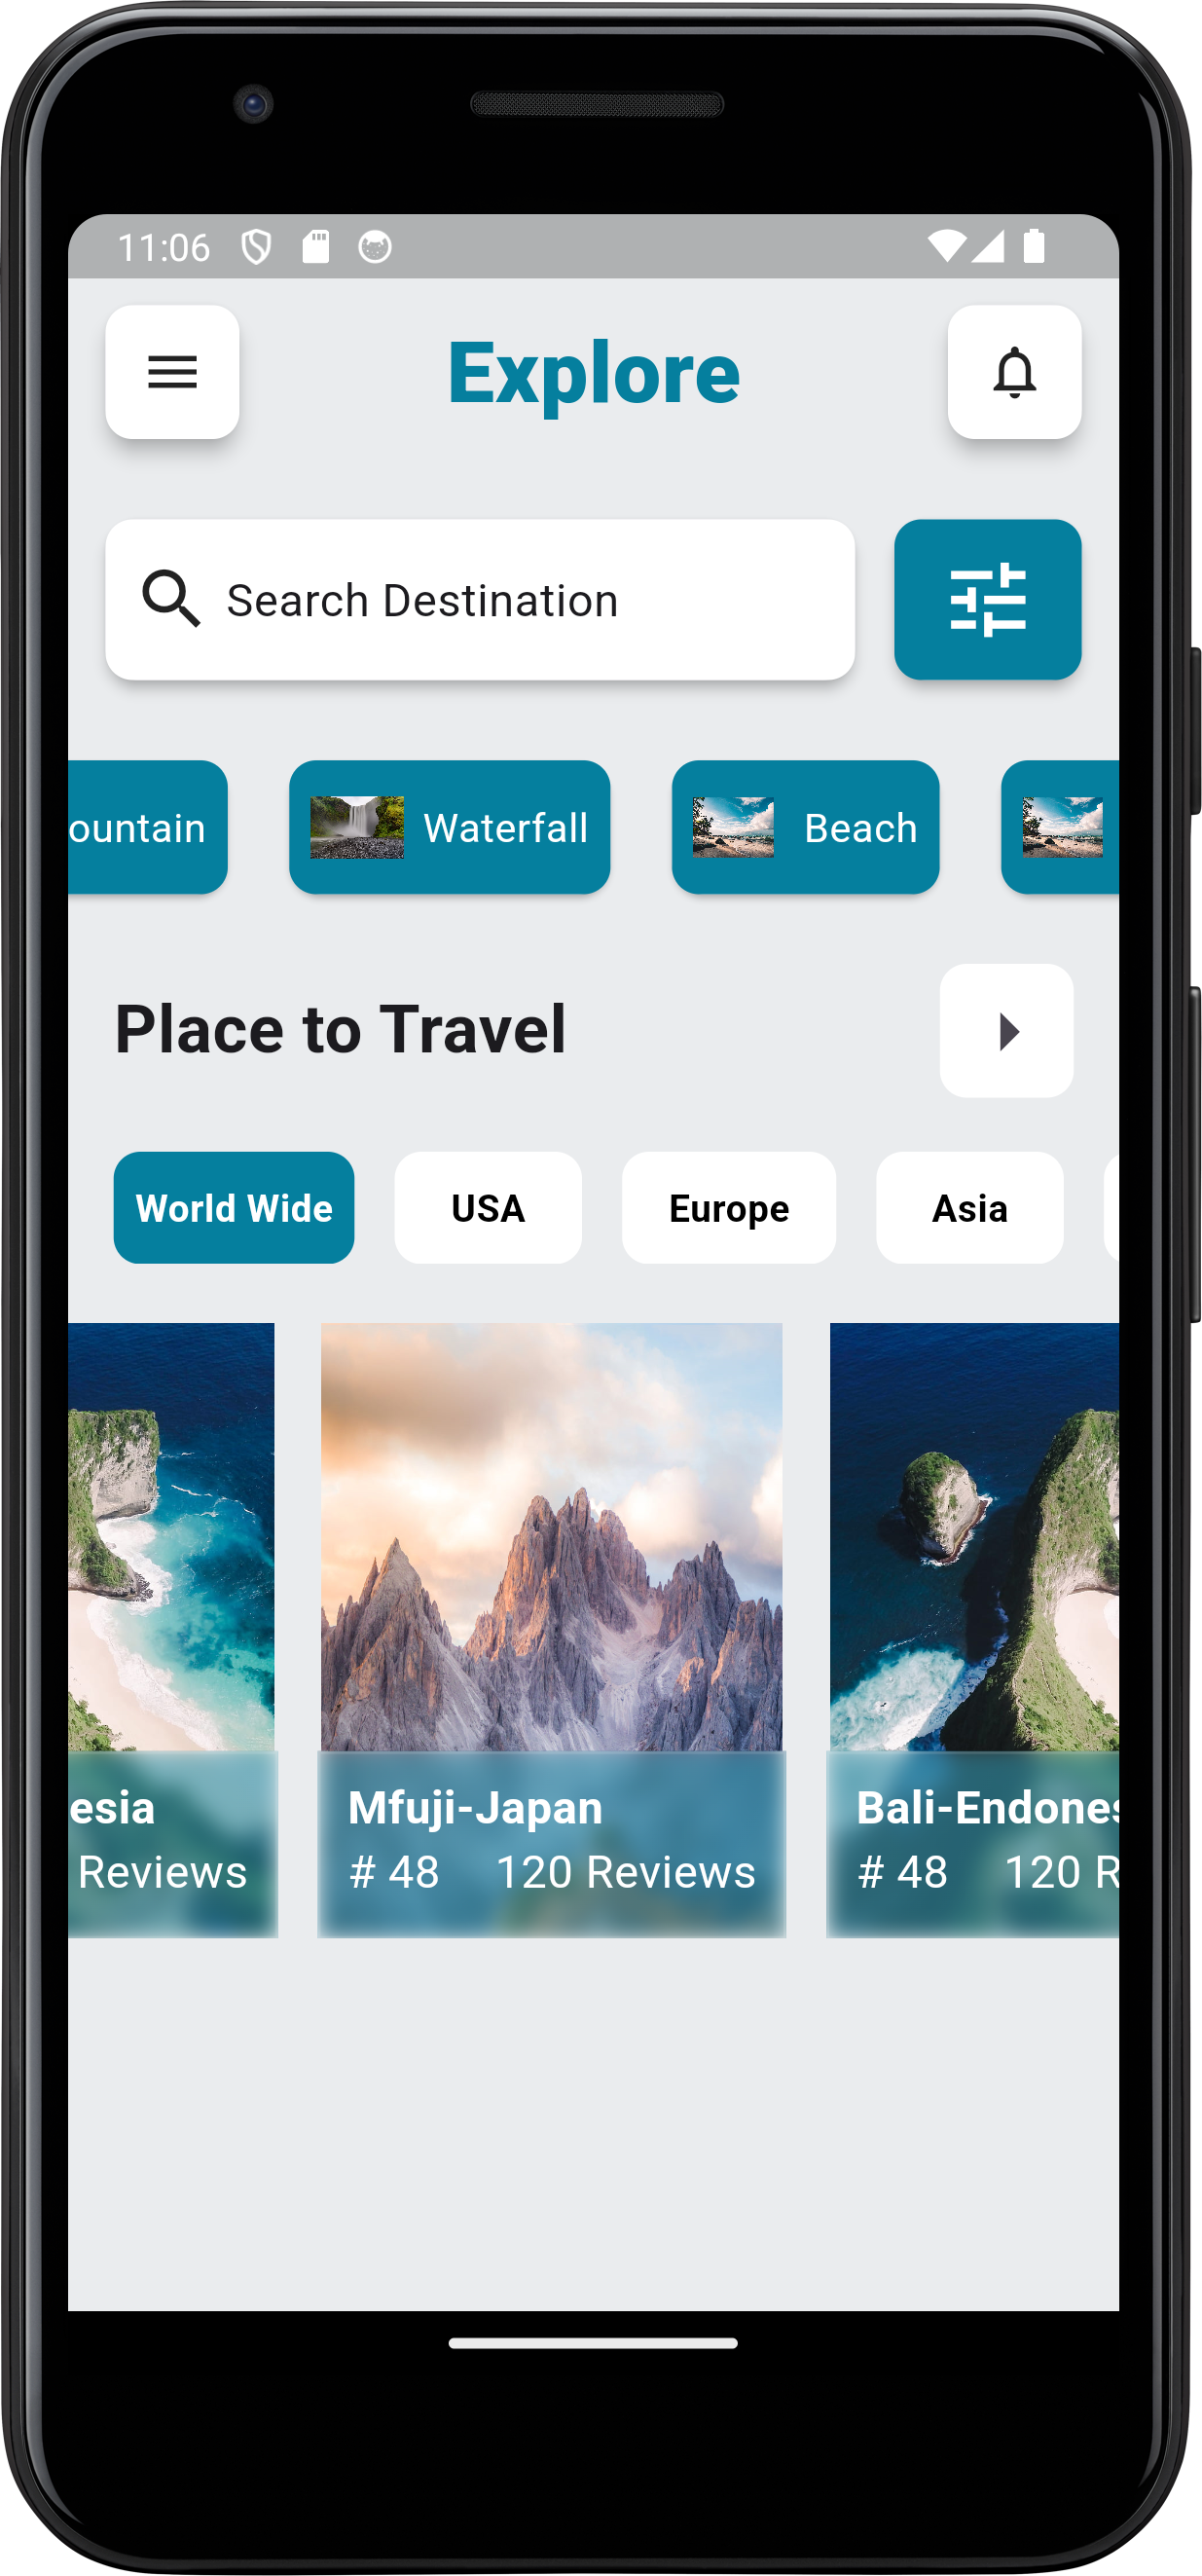 11:06
Explore
Search Destination
ountain Waterfall Beach
Place to Travel
World Wide USA Europe Asia
esia Mfuji-Japan Bali-Endones
Reviews # 48 120 Reviews # 48 120 R